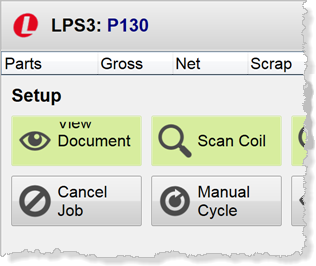 LPS3: P130
Parts Gross Net Scrap
Setup
View
Document
Scan Coil
Cancel
Job
Manual
Cycle